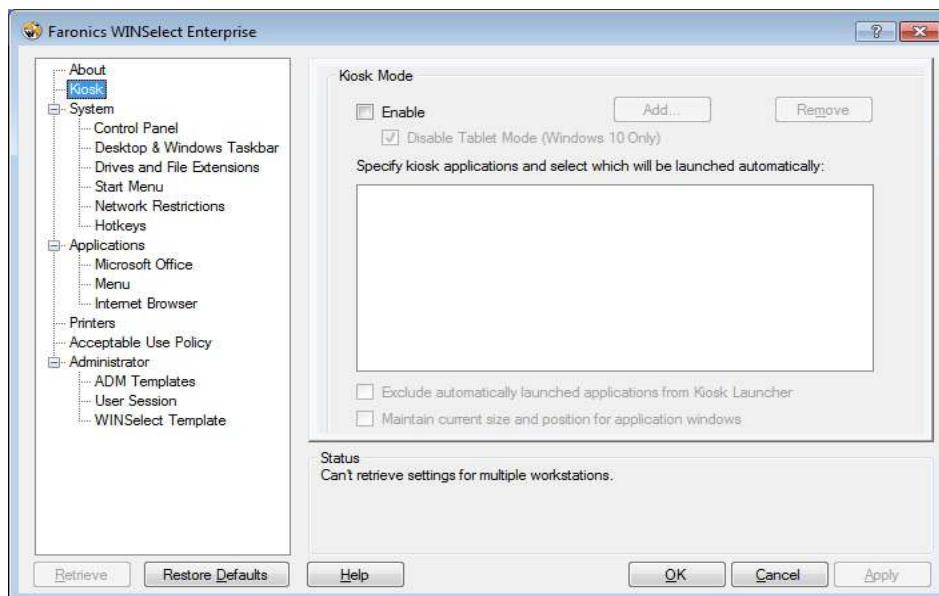 Faronics WINSelect Enterprise
About
Kiosk
System
Control Panel
Desktop & Windows Taskbar
Drives and File Extensions
Start Menu
Network Restrictions
Hotkeys
Applications
Microsoft Office
Menu
Internet Browser
Printers
Acceptable Use Policy
Administrator
ADM Templates
User Session
WINSelect Template
Kiosk Mode
Enable
Add...
Remove
Disable Tablet Mode (Windows 10 Only)
Specify kiosk applications and select which will be launched automatically:
Exclude automatically launched applications from Kiosk Launcher
Maintain current size and position for application windows
Status
Can't retrieve settings for multiple workstations.
Retrieve
Restore Defaults
Help
OK
Cancel
Apply